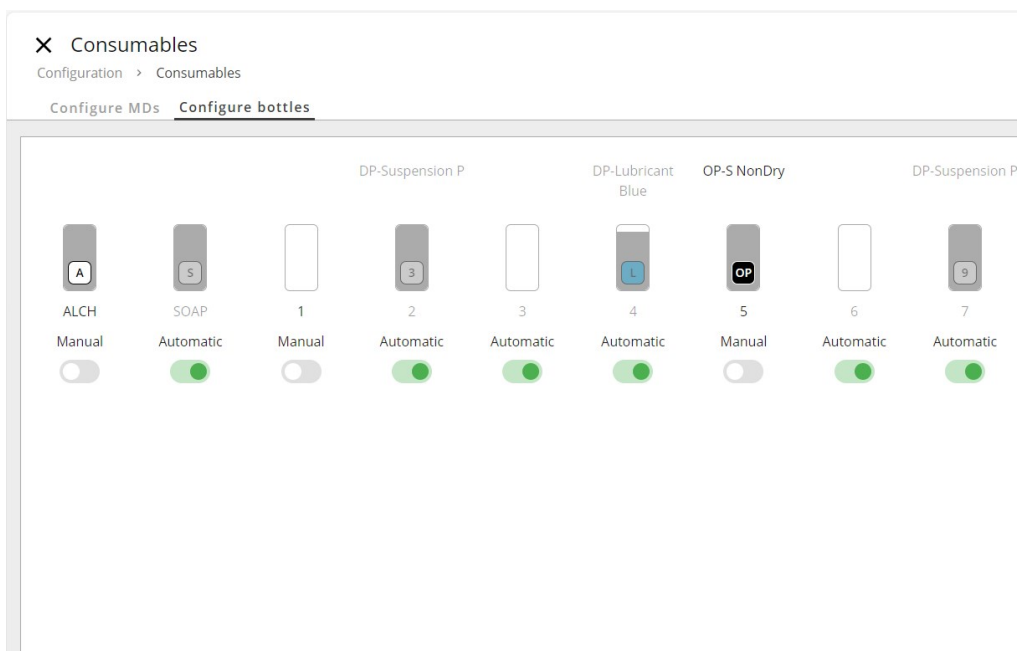 Consumables
Configuration > Consumables
Configure MDs Configure bottles
DP-Suspension P DP-Lubricant Blue OP-S NonDry DP-Suspension P
A S 3 L OP 9
ALCH SOAP 1 2 3 4 5 6 7
Manual Automatic Manual Automatic Automatic Automatic Manual Automatic Automatic